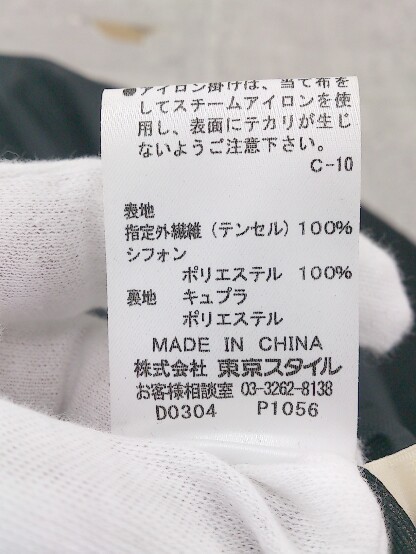 ●アイロン掛けは、当て布を
してスチームアイロンを使
用し、表面にテカリが生じ
ないようご注意下さい。
C-10
表地
指定外繊維（テンセル）100%
シフォン
ポリエステル 100%
裏地 キュプラ
ポリエステル
MADE IN CHINA
株式会社 東京スタイル
お客様相談室 03-3262-8138
D0304 P1056